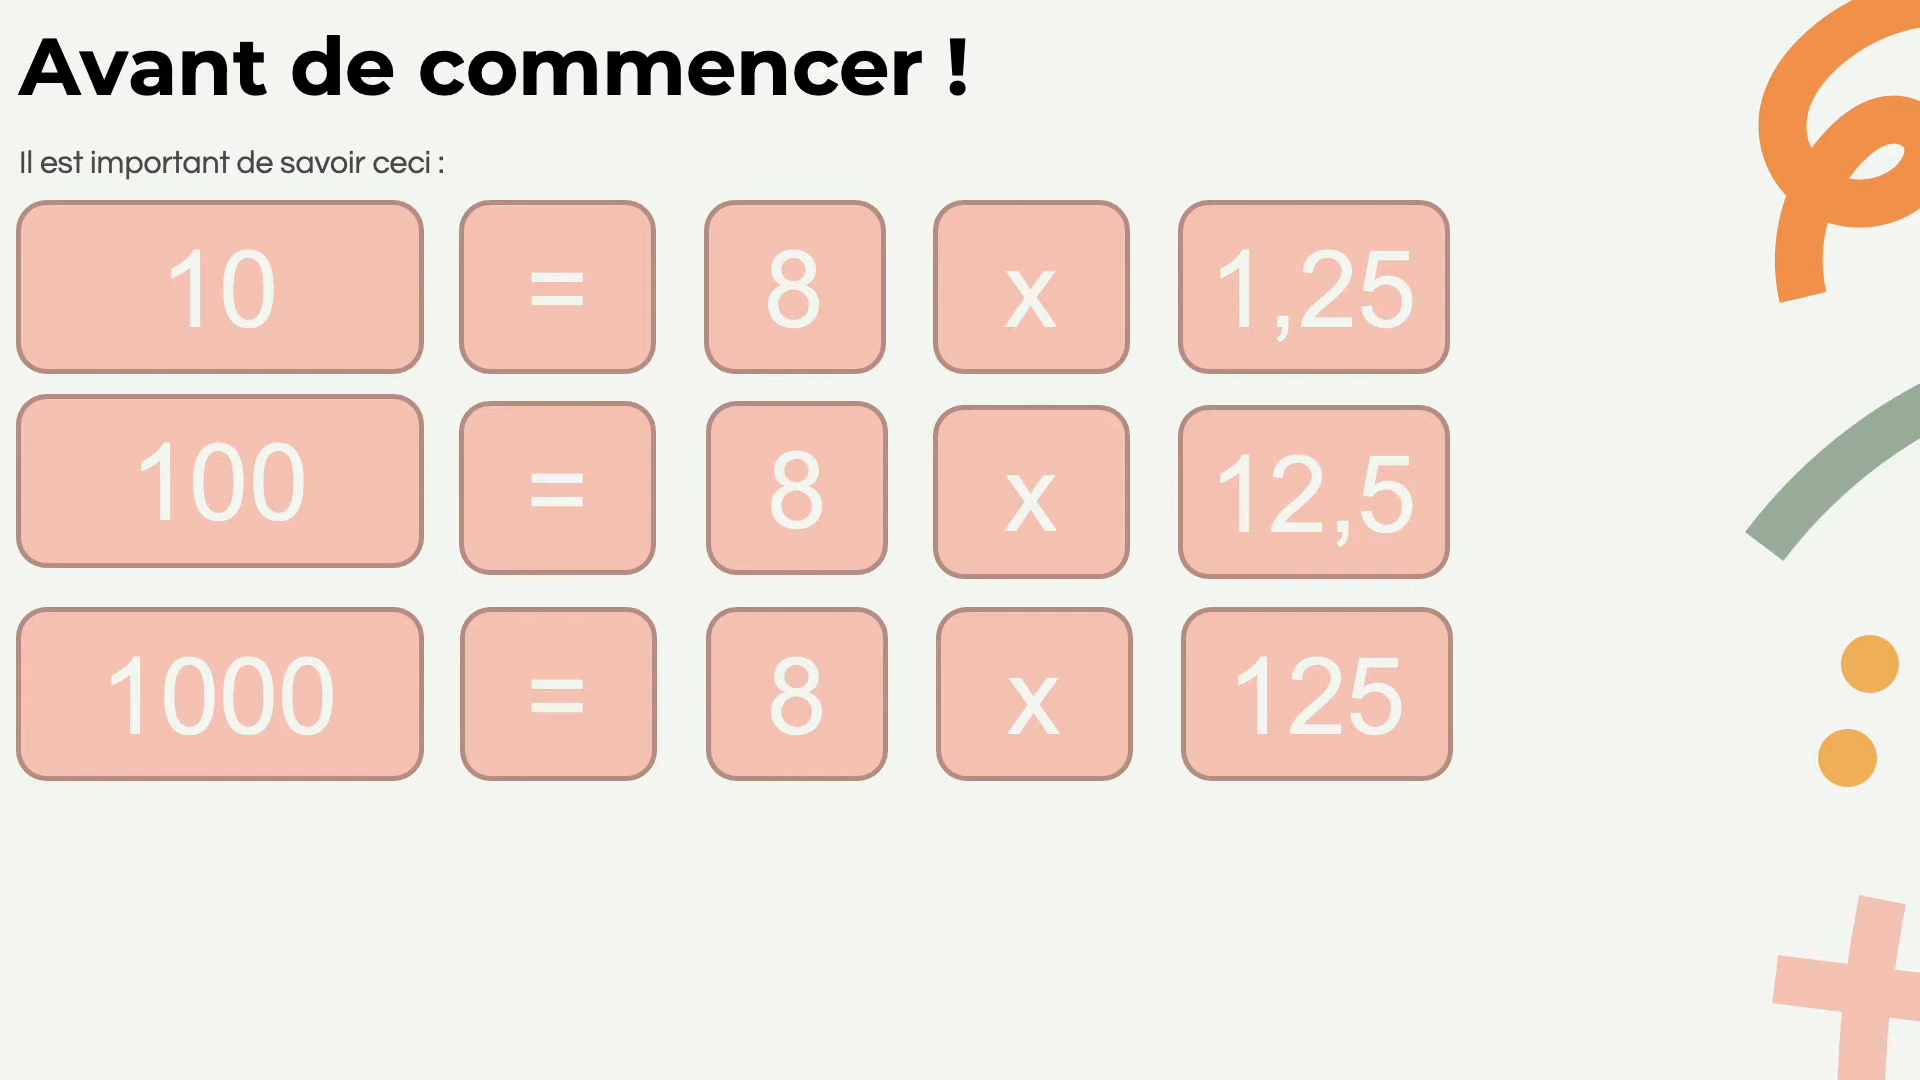 Avant de commencer !
Il est important de savoir ceci :
10 = 8 x 1,25
100 = 8 x 12,5
1000 = 8 x 125